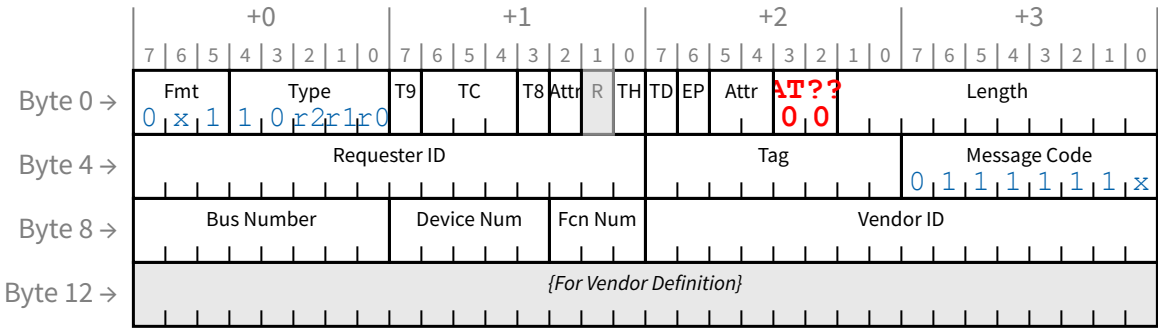 +0 +1 +2 +3
7 6 5 4 3 2 1 0 7 6 5 4 3 2 1 0 7 6 5 4 3 2 1 0 7 6 5 4 3 2 1 0
Byte 0 → Fmt Type T9 TC T8 Attr R TH TD EP Attr AT?? Length
0 x 1 1 0 r2r1r0 0 0
Byte 4 → Requester ID Tag Message Code
0 1 1 1 1 1 1 x
Byte 8 → Bus Number Device Num Fcn Num Vendor ID
Byte 12 → {For Vendor Definition}